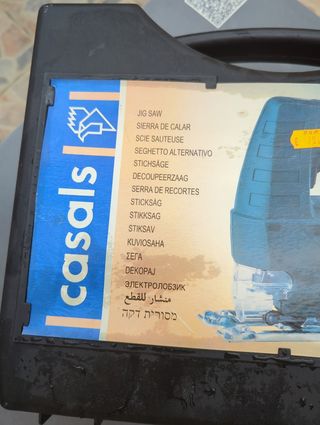 casals
JIG SAW
SIERRA DE CALAR
SCIE SAUTEUSE
SEGHETTO ALTERNATIVO
STICHSÄGE
DECOUPEERZAAG
SERRA DE RECORTES
STICKSÅG
STIKKSAG
STIKSAV
KUVIOSAHA
ΣΕΓΑ
DEKOPAJ
ЭЛЕКТРОЛОБЗИК
منشار للقطع
מסורית דקה